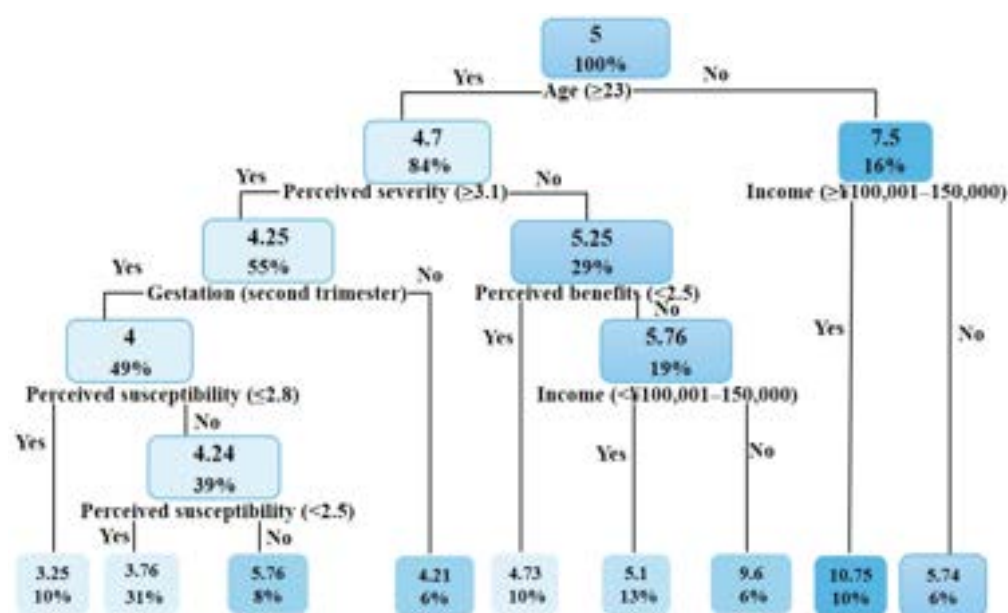 5
100%
Yes
No
Age (≥23)
4.7
84%
7.5
16%
Yes
No
Perceived severity (≥3.1)
Income (≥¥100,001–150,000)
4.25
55%
5.25
29%
Yes
No
Gestation (second trimester)
Perceived benefits (<2.5)
No
4
49%
Yes
5.76
19%
Yes
No
Perceived susceptibility (≤2.8)
Income (<¥100,001–150,000)
Yes
No
4.24
39%
Yes
No
Perceived susceptibility (<2.5)
Yes
No
3.25
10%
3.76
31%
5.76
8%
4.21
6%
4.73
10%
5.1
13%
9.6
6%
10.75
10%
5.74
6%